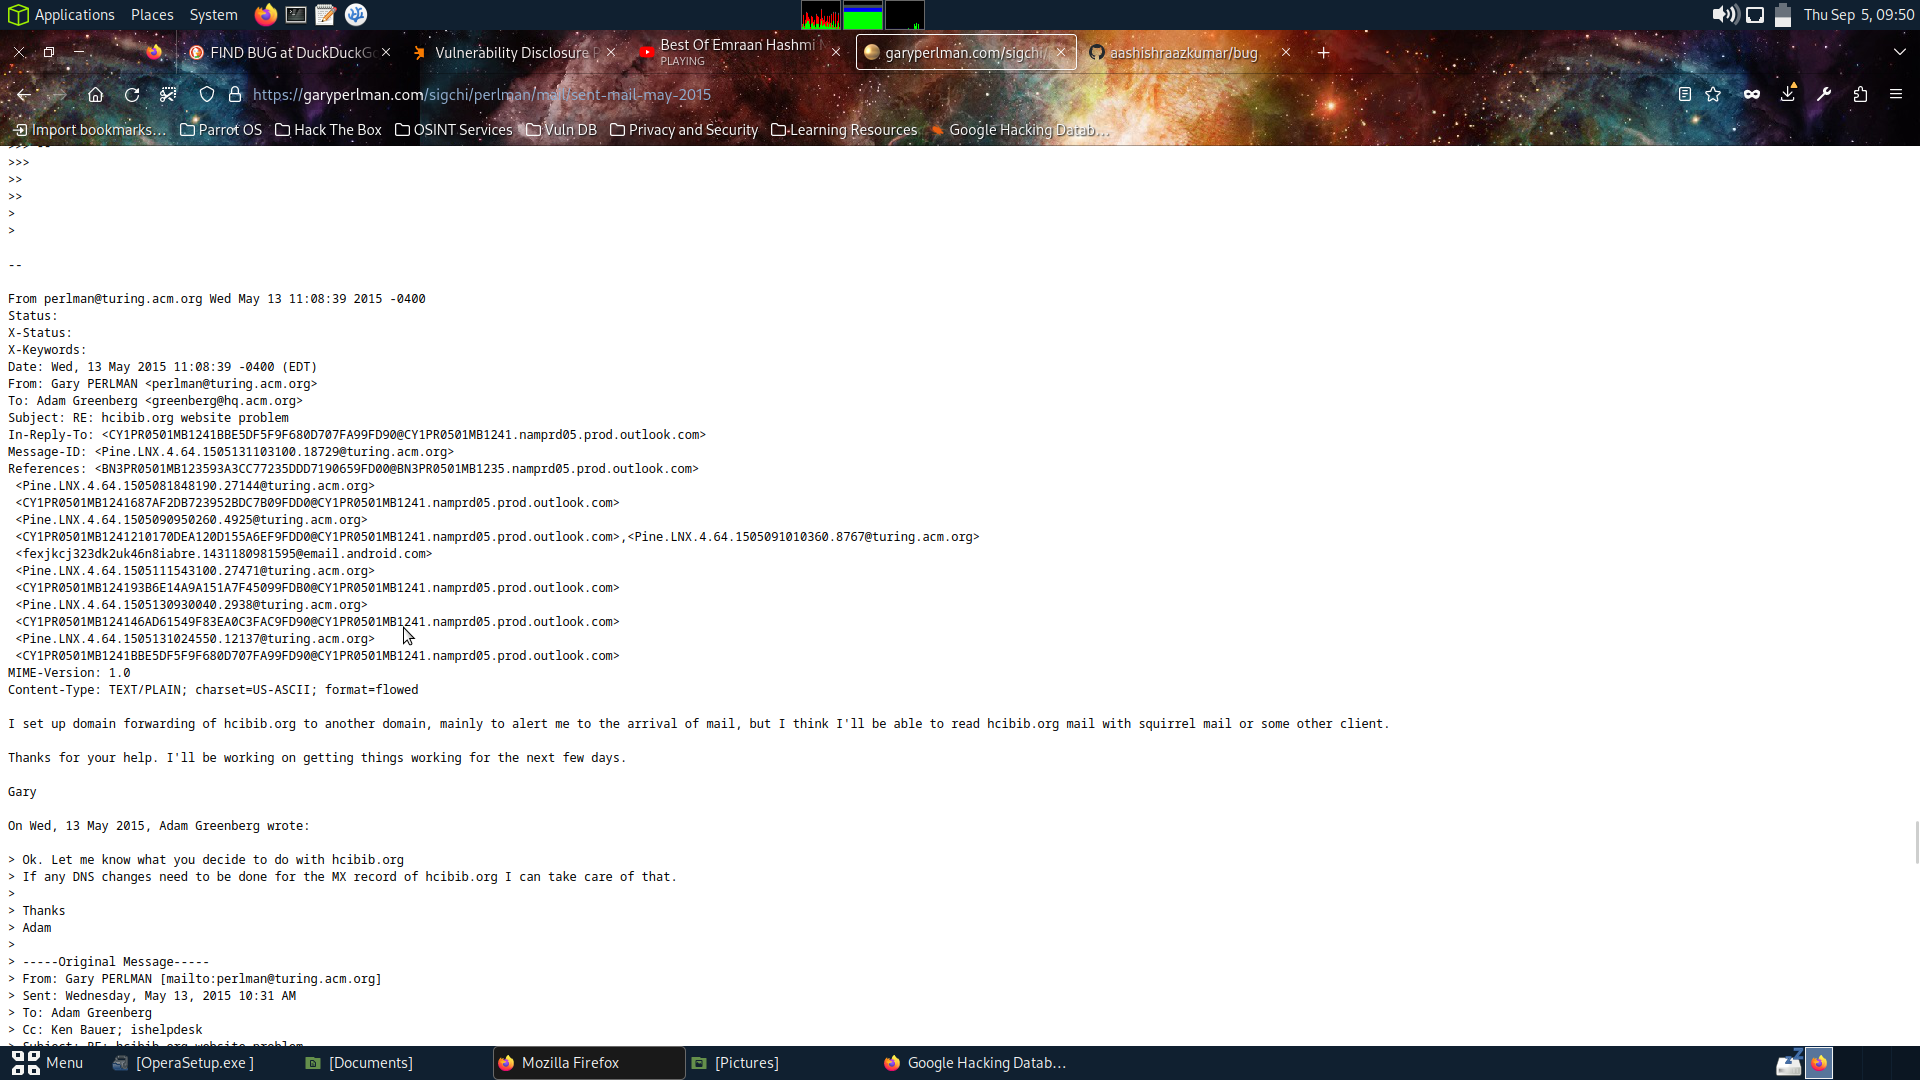 Applications Places System Thu Sep 5, 09:50
FIND BUG at DuckDuckG
Vulnerability Disclosure
Best Of Emraan Hashmi
PLAYING
garyperlman.com/sigchi/
aashishraazkumar/bug
https://garyperlman.com/sigchi/perlman/mail/sent-mail-may-2015
Import bookmarks... Parrot OS Hack The Box OSINT Services Vuln DB Privacy and Security Learning Resources Google Hacking Datab...
>>> --
>>>
>>
>>
>
>
--
From perlman@turing.acm.org Wed May 13 11:08:39 2015 -0400
Status:
X-Status:
X-Keywords:
Date: Wed, 13 May 2015 11:08:39 -0400 (EDT)
From: Gary PERLMAN <perlman@turing.acm.org>
To: Adam Greenberg <greenberg@hq.acm.org>
Subject: RE: hcibib.org website problem
In-Reply-To: <CY1PR0501MB1241BBE5DF5F9F680D707FA99FD90@CY1PR0501MB1241.namprd05.prod.outlook.com>
Message-ID: <Pine.LNX.4.64.1505131103100.18729@turing.acm.org>
References: <BN3PR0501MB123593A3CC77235DDD7190659FD00@BN3PR0501MB1235.namprd05.prod.outlook.com>
<Pine.LNX.4.64.1505081848190.27144@turing.acm.org>
<CY1PR0501MB1241687AF2DB723952BDC7B09FDD0@CY1PR0501MB1241.namprd05.prod.outlook.com>
<Pine.LNX.4.64.1505090950260.4925@turing.acm.org>
<CY1PR0501MB1241210170DEA120D155A6EF9FDD0@CY1PR0501MB1241.namprd05.prod.outlook.com>,<Pine.LNX.4.64.1505091010360.8767@turing.acm.org>
<fexjkcj323dk2uk46n8iabre.1431180981595@email.android.com>
<Pine.LNX.4.64.1505111543100.27471@turing.acm.org>
<CY1PR0501MB124193B6E14A9A151A7F45099FDB0@CY1PR0501MB1241.namprd05.prod.outlook.com>
<Pine.LNX.4.64.1505130930040.2938@turing.acm.org>
<CY1PR0501MB124146AD61549F83EA0C3FAC9FD90@CY1PR0501MB1241.namprd05.prod.outlook.com>
<Pine.LNX.4.64.1505131024550.12137@turing.acm.org>
<CY1PR0501MB1241BBE5DF5F9F680D707FA99FD90@CY1PR0501MB1241.namprd05.prod.outlook.com>
MIME-Version: 1.0
Content-Type: TEXT/PLAIN; charset=US-ASCII; format=flowed
I set up domain forwarding of hcibib.org to another domain, mainly to alert me to the arrival of mail, but I think I'll be able to read hcibib.org mail with squirrel mail or some other client.
Thanks for your help. I'll be working on getting things working for the next few days.
Gary
On Wed, 13 May 2015, Adam Greenberg wrote:
> Ok. Let me know what you decide to do with hcibib.org
> If any DNS changes need to be done for the MX record of hcibib.org I can take care of that.
>
> Thanks
> Adam
>
> -----Original Message-----
> From: Gary PERLMAN [mailto:perlman@turing.acm.org]
> Sent: Wednesday, May 13, 2015 10:31 AM
> To: Adam Greenberg
> Cc: Ken Bauer; ishelpdesk
> Subject: RE: hcibib.org website problem
Menu [OperaSetup.exe ] [Documents] Mozilla Firefox [Pictures] Google Hacking Datab...